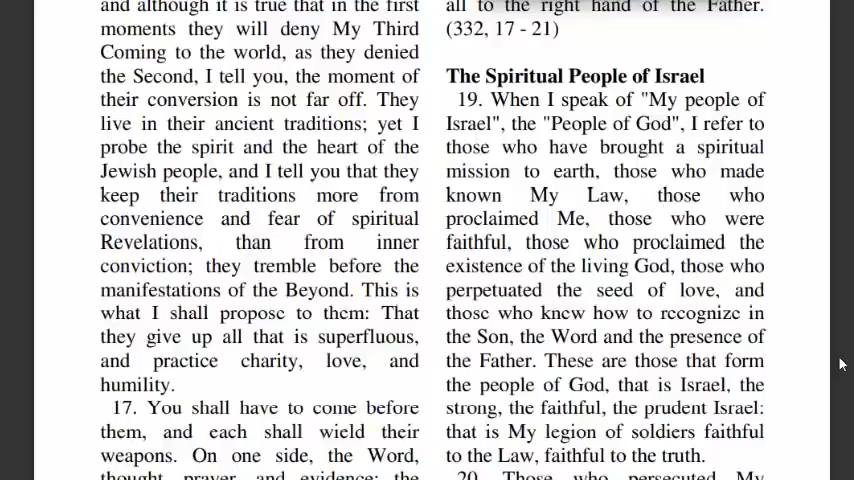 and although it is true that in the first
moments they will deny My Third
Coming to the world, as they denied
the Second, I tell you, the moment of
their conversion is not far off. They
live in their ancient traditions; yet I
probe the spirit and the heart of the
Jewish people, and I tell you that they
keep their traditions more from
convenience and fear of spiritual
Revelations, than from inner
conviction; they tremble before the
manifestations of the Beyond. This is
what I shall propose to them: That
they give up all that is superfluous,
and practice charity, love, and
humility.
17. You shall have to come before
them, and each shall wield their
weapons. On one side, the Word,
thought, prayer, and evidence; the
all to the right hand of the Father.
(332, 17 - 21)
The Spiritual People of Israel
19. When I speak of "My people of
Israel", the "People of God", I refer to
those who have brought a spiritual
mission to earth, those who made
known My Law, those who
proclaimed Me, those who were
faithful, those who proclaimed the
existence of the living God, those who
perpetuated the seed of love, and
those who knew how to recognize in
the Son, the Word and the presence of
the Father. These are those that form
the people of God, that is Israel, the
strong, the faithful, the prudent Israel:
that is My legion of soldiers faithful
to the Law, faithful to the truth.
20. Those who persecuted My